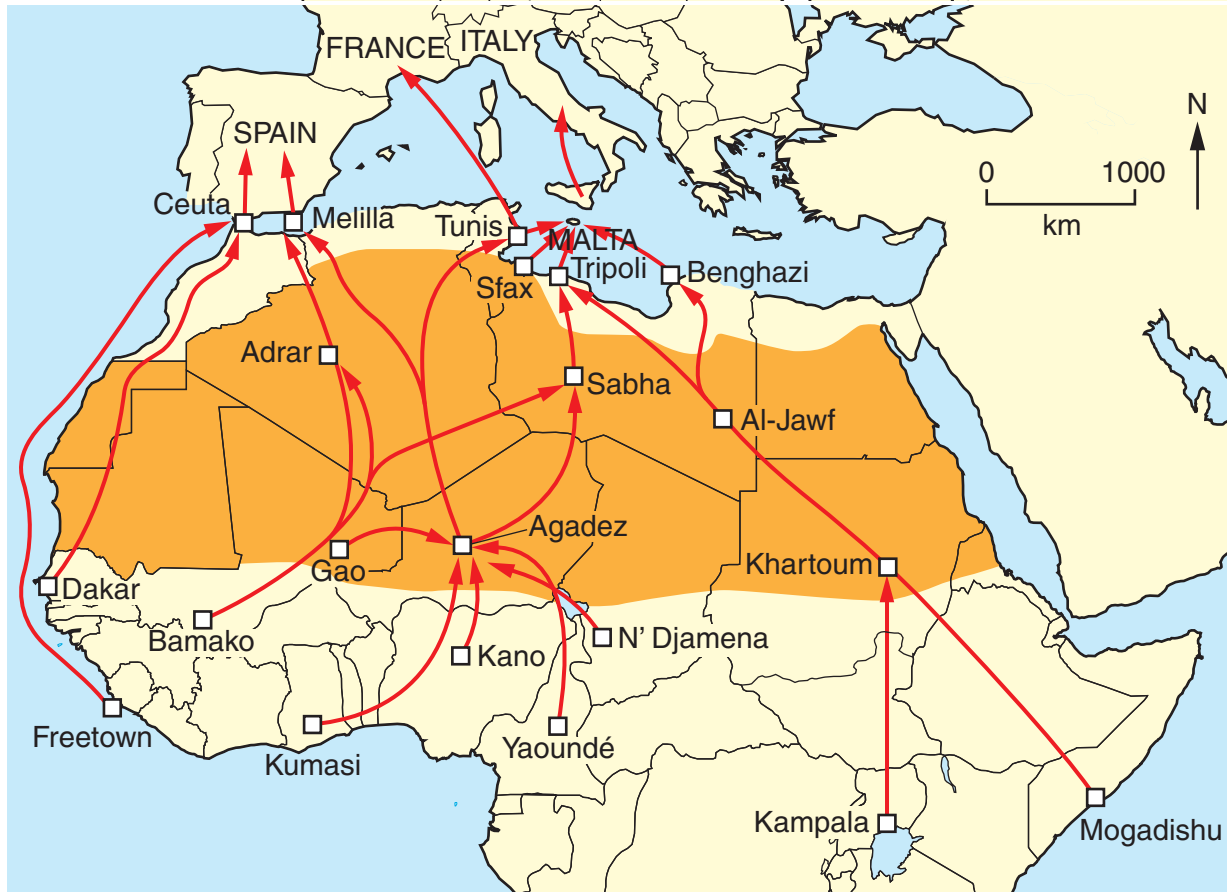 FRANCE
ITALY
N
SPAIN
0 1000
km
Ceuta
Melilla
Tunis
MALTA
Sfax
Tripoli
Benghazi
Adrar
Sabha
Al-Jawf
Agadez
Gao
Khartoum
Dakar
Bamako
Kano
N' Djamena
Freetown
Kumasi
Yaoundé
Kampala
Mogadishu